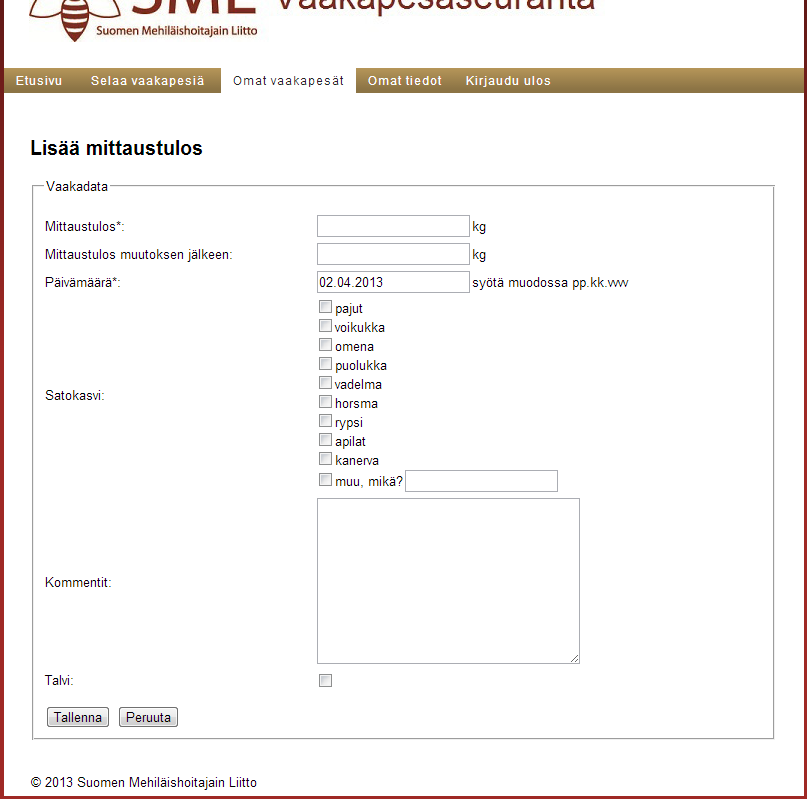 SML Vaakapesäseuranta
Suomen Mehiläishoitajain Liitto
Etusivu Selaa vaakapesiä Omat vaakapesät Omat tiedot Kirjaudu ulos
Lisää mittaustulos
Vaakadata
Mittaustulos*: kg
Mittaustulos muutoksen jälkeen: kg
Päivämäärä*: 02.04.2013 syötä muodossa pp.kk.vvvv
Satokasvi:
pajut
voikukka
omena
puolukka
vadelma
horsma
rypsi
apilat
kanerva
muu, mikä?
Kommentit:
Talvi:
Tallenna Peruuta
© 2013 Suomen Mehiläishoitajain Liitto